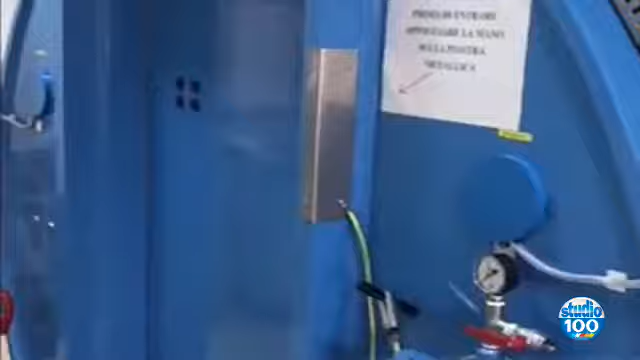 PRIMA DI ENTRARE
APPOGGIARE LA MANO
SULLA PIASTRA
METALLICA
studio
100